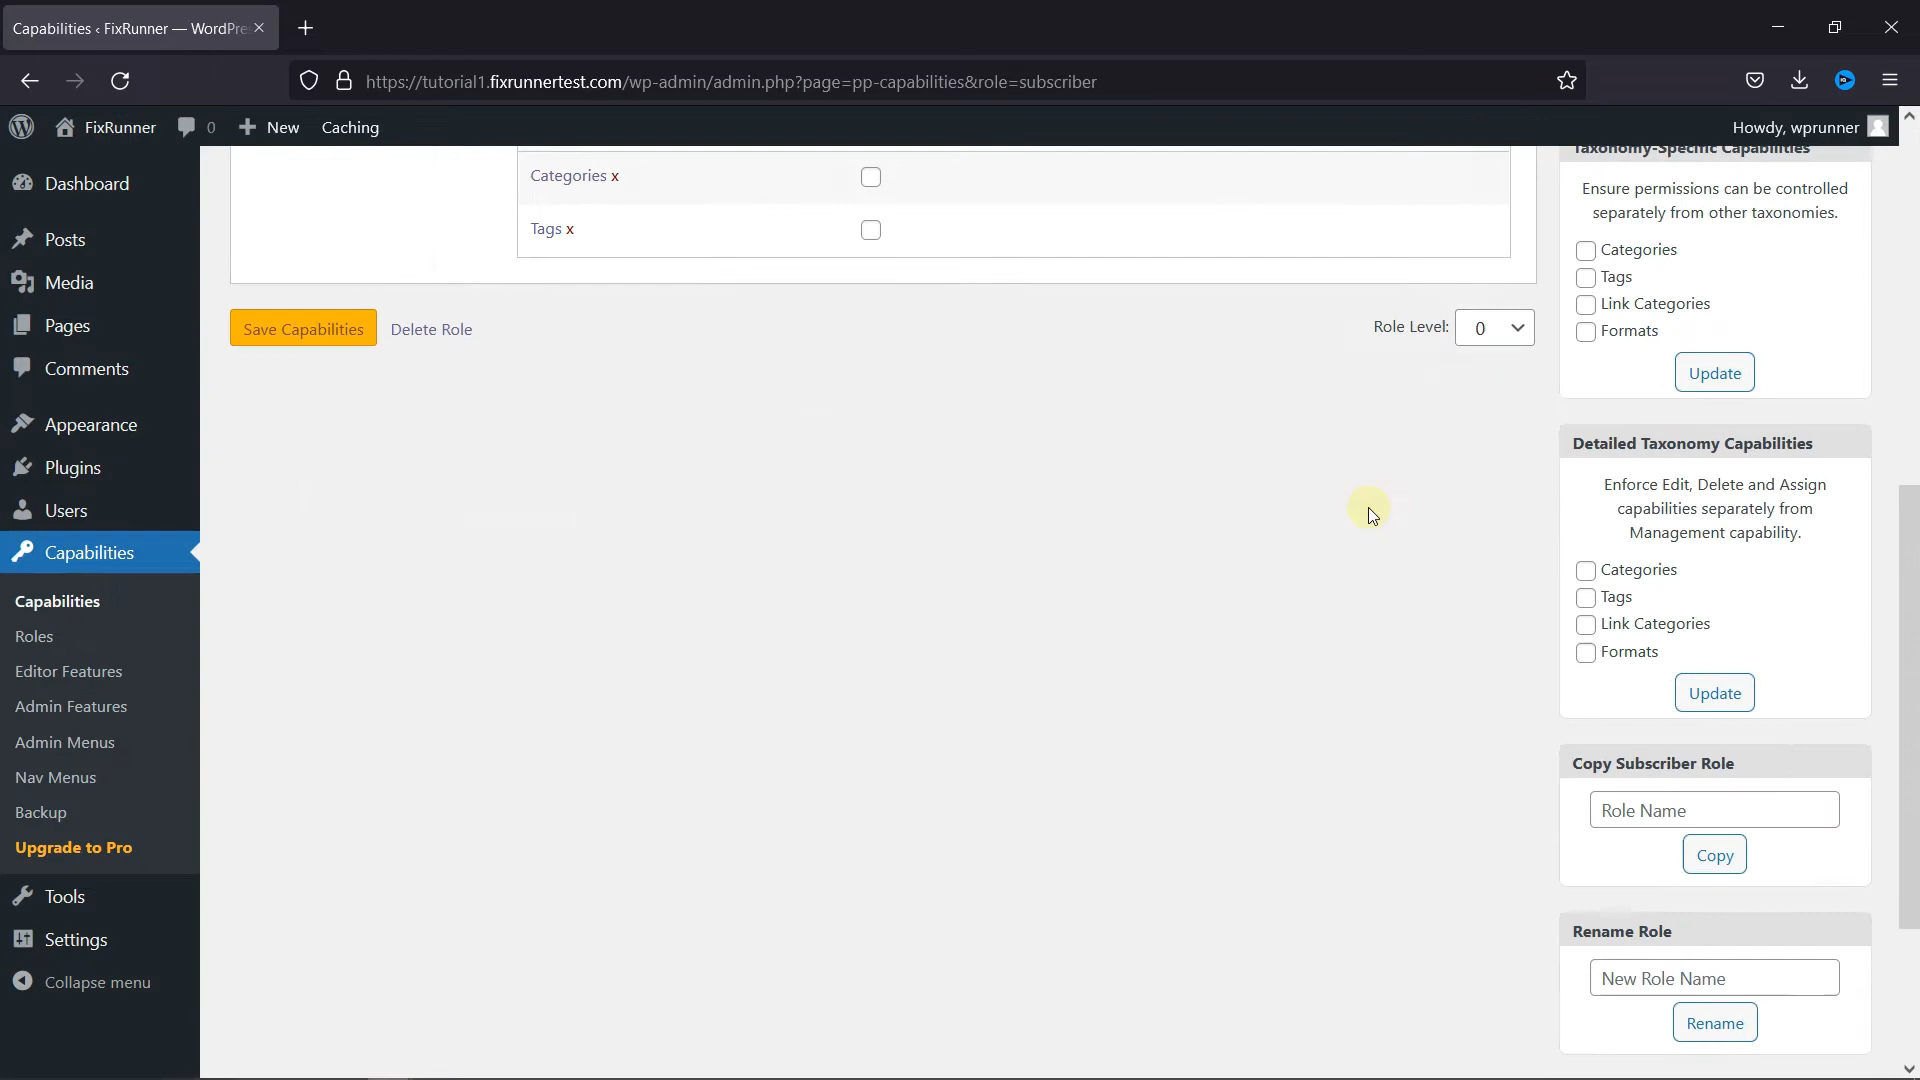 Capabilities ‹ FixRunner — WordPre
https://tutorial1.fixrunnertest.com/wp-admin/admin.php?page=pp-capabilities&role=subscriber
FixRunner
0
New
Caching
Howdy, wprunner
Dashboard
Posts
Media
Pages
Comments
Appearance
Plugins
Users
Capabilities
Capabilities
Roles
Editor Features
Admin Features
Admin Menus
Nav Menus
Backup
Upgrade to Pro
Tools
Settings
Collapse menu
Categories x
Tags x
Save Capabilities
Delete Role
Role Level:
0
Taxonomy-Specific Capabilities
Ensure permissions can be controlled
separately from other taxonomies.
Categories
Tags
Link Categories
Formats
Update
Detailed Taxonomy Capabilities
Enforce Edit, Delete and Assign
capabilities separately from
Management capability.
Categories
Tags
Link Categories
Formats
Update
Copy Subscriber Role
Role Name
Copy
Rename Role
New Role Name
Rename